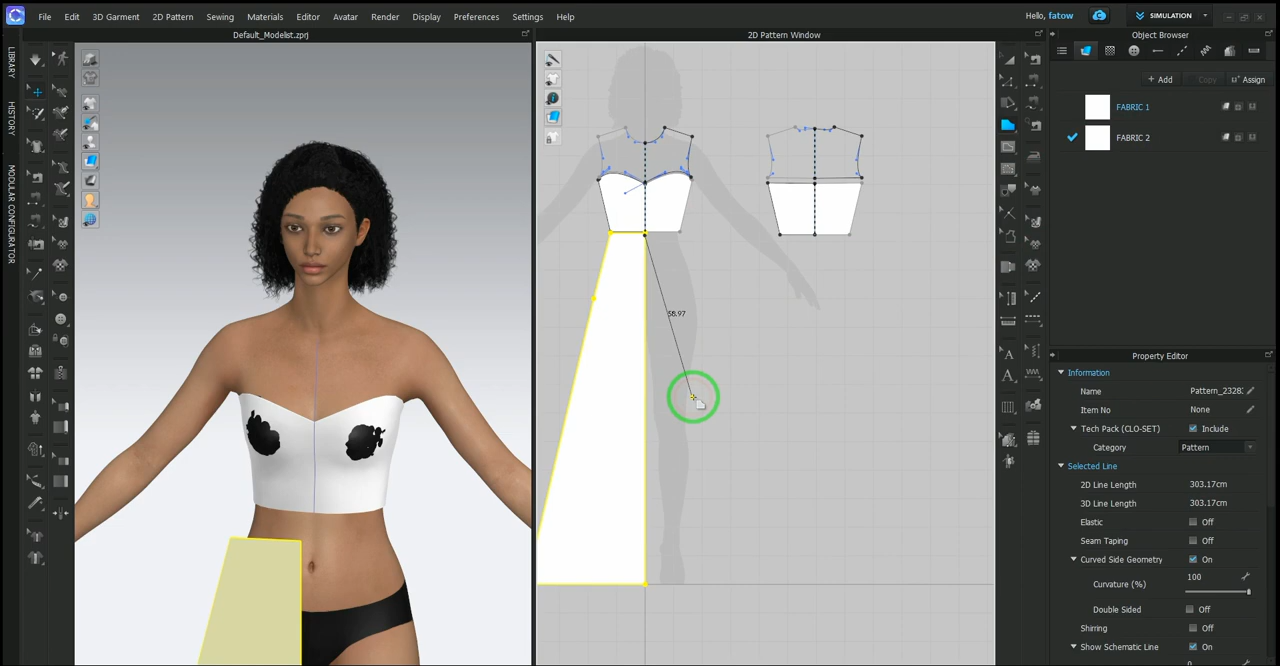 File Edit 3D Garment 2D Pattern Sewing Materials Editor Avatar Render Display Preferences Settings Help
Hello, fatow
SIMULATION
Default_Modelist.zprj
2D Pattern Window
Object Browser
LIBRARY
HISTORY
MODULAR CONFIGURATOR
+ Add
Copy
Assign
FABRIC 1
FABRIC 2
58.97
Property Editor
Information
Name Pattern_2328
Item No None
Tech Pack (CLO-SET) Include
Category Pattern
Selected Line
2D Line Length 303.17cm
3D Line Length 303.17cm
Elastic Off
Seam Taping Off
Curved Side Geometry On
Curvature (%) 100
Double Sided Off
Shirring Off
Show Schematic Line On